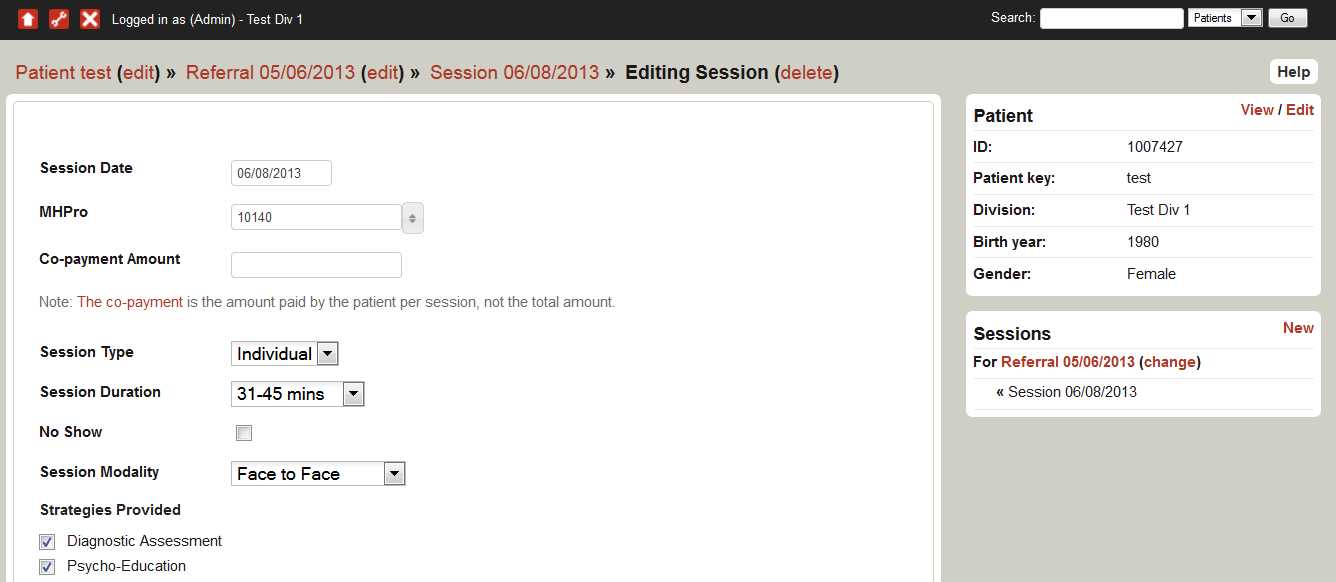 Logged in as (Admin) - Test Div 1
Search:
Patients
Go
Patient test (edit) » Referral 05/06/2013 (edit) » Session 06/08/2013 » Editing Session (delete)
Help
Session Date
06/08/2013
MHPro
10140
Co-payment Amount
Note: The co-payment is the amount paid by the patient per session, not the total amount.
Session Type
Individual
Session Duration
31-45 mins
No Show
Session Modality
Face to Face
Strategies Provided
Diagnostic Assessment
Psycho-Education
Patient
View / Edit
ID: 1007427
Patient key: test
Division: Test Div 1
Birth year: 1980
Gender: Female
Sessions
New
For Referral 05/06/2013 (change)
« Session 06/08/2013